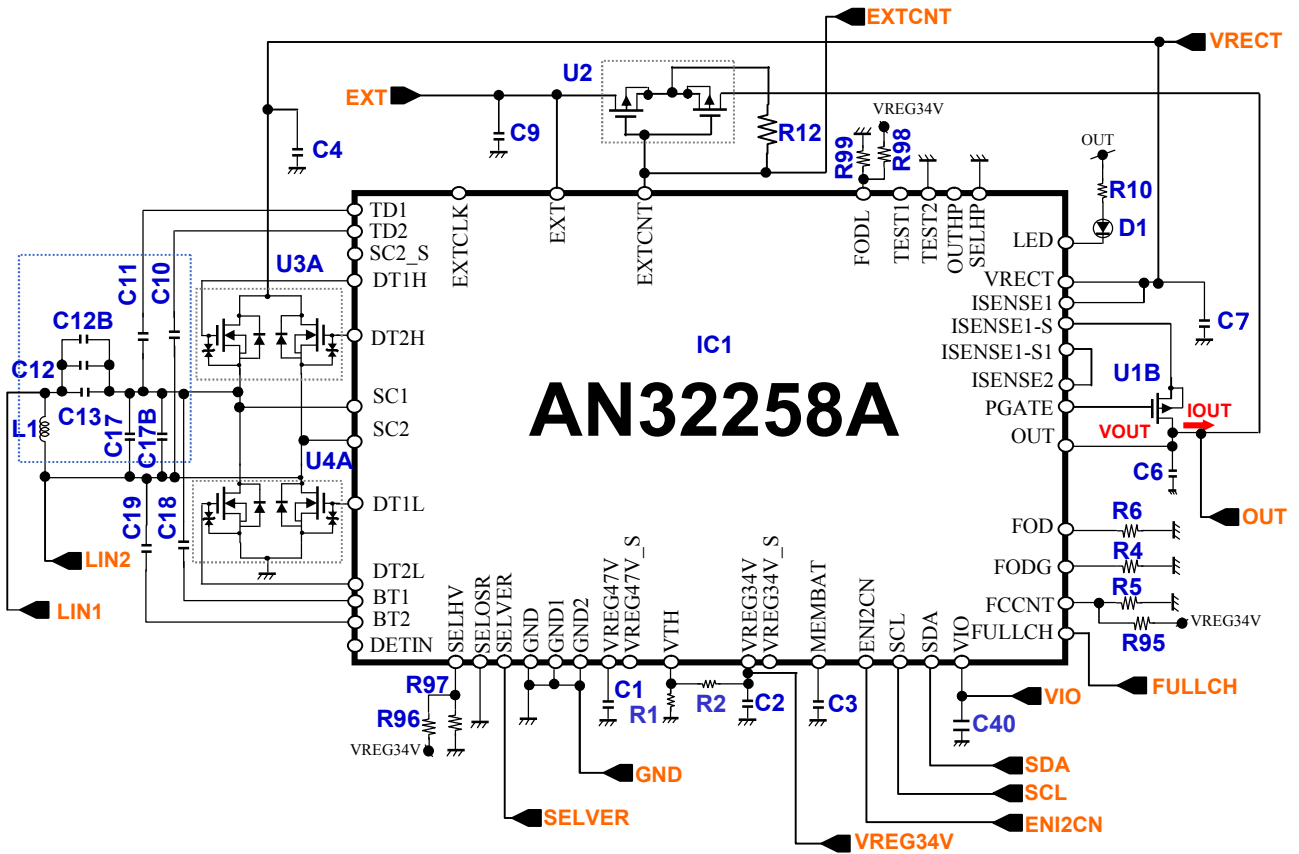 EXTCNT
VRECT
U2
EXT
C9
R12
VREG34V
R99
R98
C4
OUT
R10
D1
TD1
TD2
SC2_S
DT1H
DT2H
SC1
SC2
DT1L
DT2L
BT1
BT2
DETIN
EXTCLK
EXT
EXTCNT
FODL
TEST1
TEST2
OUTHP
SELHP
LED
VRECT
ISENSE1
ISENSE1-S
ISENSE1-S1
ISENSE2
PGATE
OUT
FOD
FODG
FCCNT
FULLCH
U3A
C11
C10
C12B
C12
C13
L1
C17
C17B
U4A
C19
C18
LIN2
LIN1
IC1
AN32258A
C7
U1B
IOUT
VOUT
C6
OUT
R6
R4
R5
VREG34V
R95
FULLCH
SELHV
SELOSR
SELVER
GND
GND1
GND2
VREG47V
VREG47V_S
VTH
VREG34V
VREG34V_S
MEMBAT
ENI2CN
SCL
SDA
VIO
R97
R96
VREG34V
C1
R1
R2
C2
C3
C40
VIO
GND
SDA
SCL
SELVER
ENI2CN
VREG34V